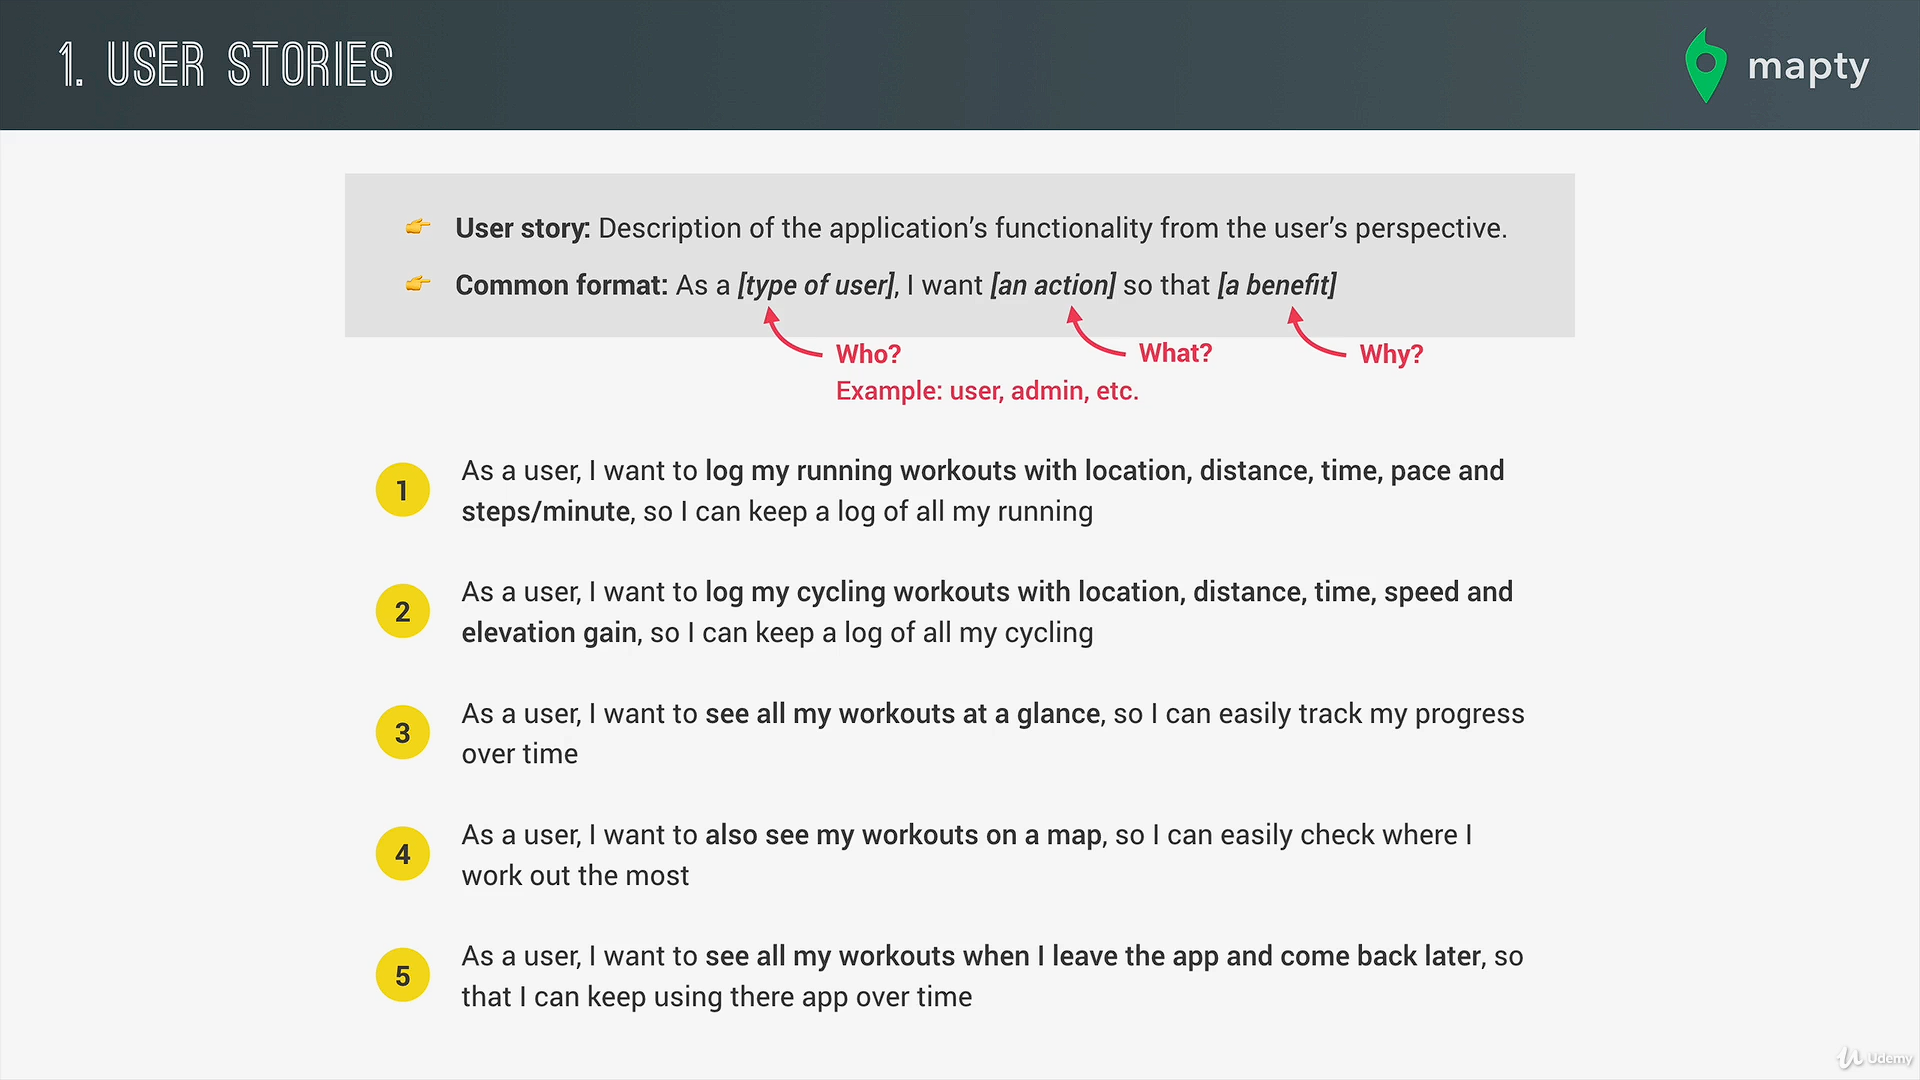 1. USER STORIES
mapty
User story: Description of the application's functionality from the user's perspective.
Common format: As a [type of user], I want [an action] so that [a benefit]
Who?
What?
Why?
Example: user, admin, etc.
1
As a user, I want to log my running workouts with location, distance, time, pace and
steps/minute, so I can keep a log of all my running
2
As a user, I want to log my cycling workouts with location, distance, time, speed and
elevation gain, so I can keep a log of all my cycling
3
As a user, I want to see all my workouts at a glance, so I can easily track my progress
over time
4
As a user, I want to also see my workouts on a map, so I can easily check where I
work out the most
5
As a user, I want to see all my workouts when I leave the app and come back later, so
that I can keep using there app over time
Udemy